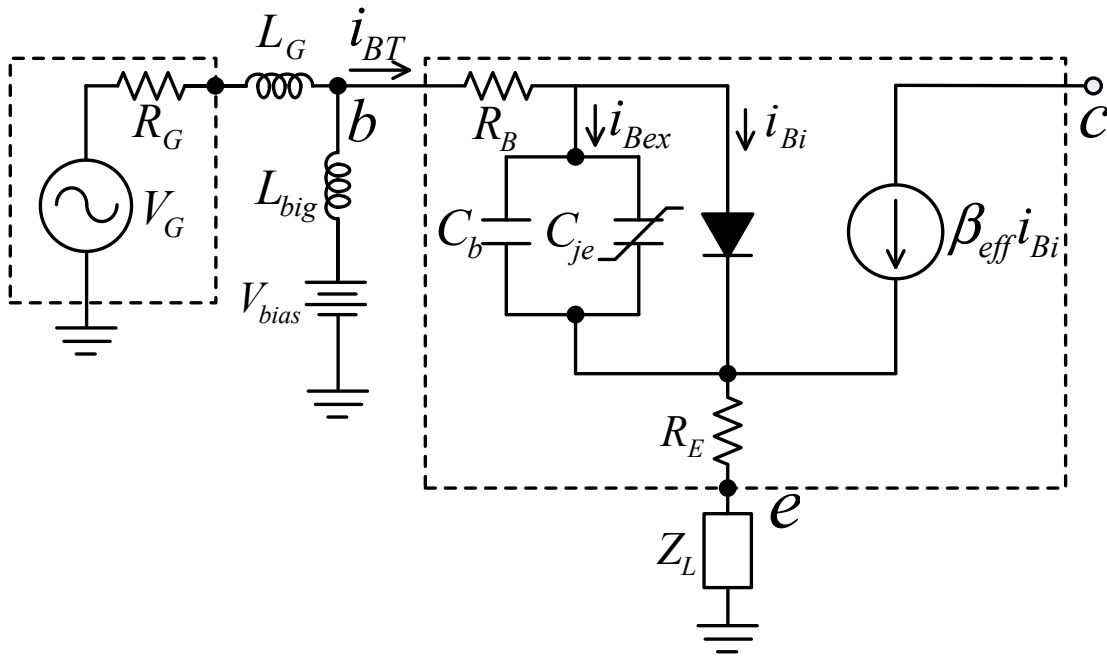 L_G
i_BT
R_G
b
R_B
i_Bex
i_Bi
c
V_G
L_big
C_b
C_je
β_eff i_Bi
V_bias
R_E
e
Z_L